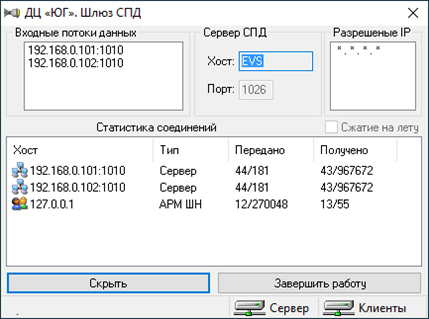 ДЦ «ЮГ». Шлюз СПД
Входные потоки данных
192.168.0.101:1010
192.168.0.102:1010
Сервер СПД
Хост: EVS
Порт: 1026
Разрешеные IP
*.*.*.*
Статистика соединений
Сжатие на лету
Хост Тип Передано Получено
192.168.0.101:1010 Сервер 44/181 43/967672
192.168.0.102:1010 Сервер 44/181 43/967672
127.0.0.1 АРМ ШН 12/270048 13/55
Скрыть Завершить работу
. Сервер Клиенты